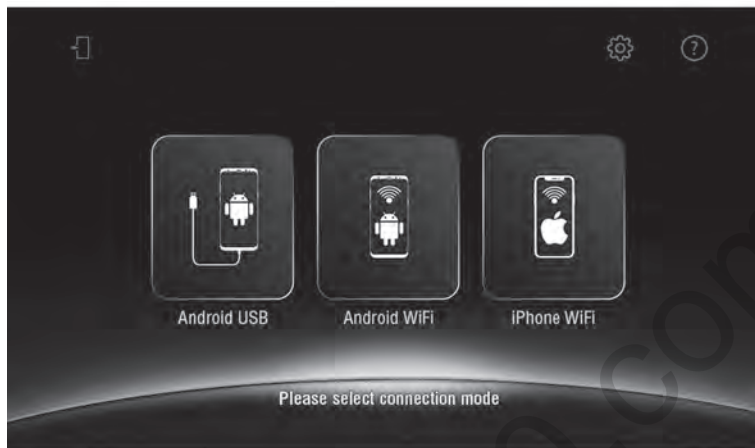 Android USB
Android WiFi
iPhone WiFi
Please select connection mode